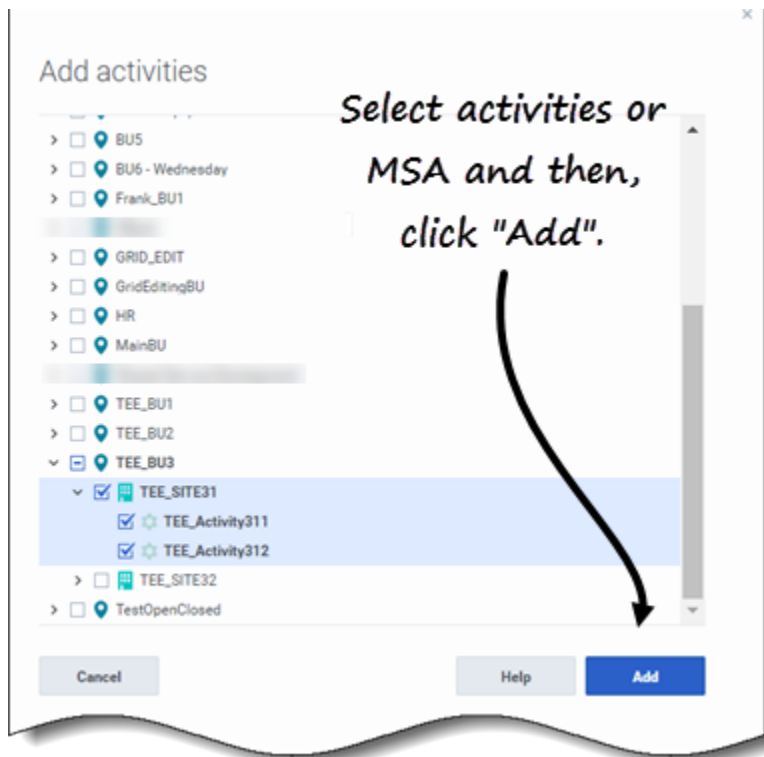 Add activities
Select activities or
MSA and then,
click "Add".
BU5
BU6 - Wednesday
Frank_BU1
GRID_EDIT
GridEditingBU
HR
MainBU
TEE_BU1
TEE_BU2
TEE_BU3
TEE_SITE31
TEE_Activity311
TEE_Activity312
TEE_SITE32
TestOpenClosed
Cancel
Help
Add